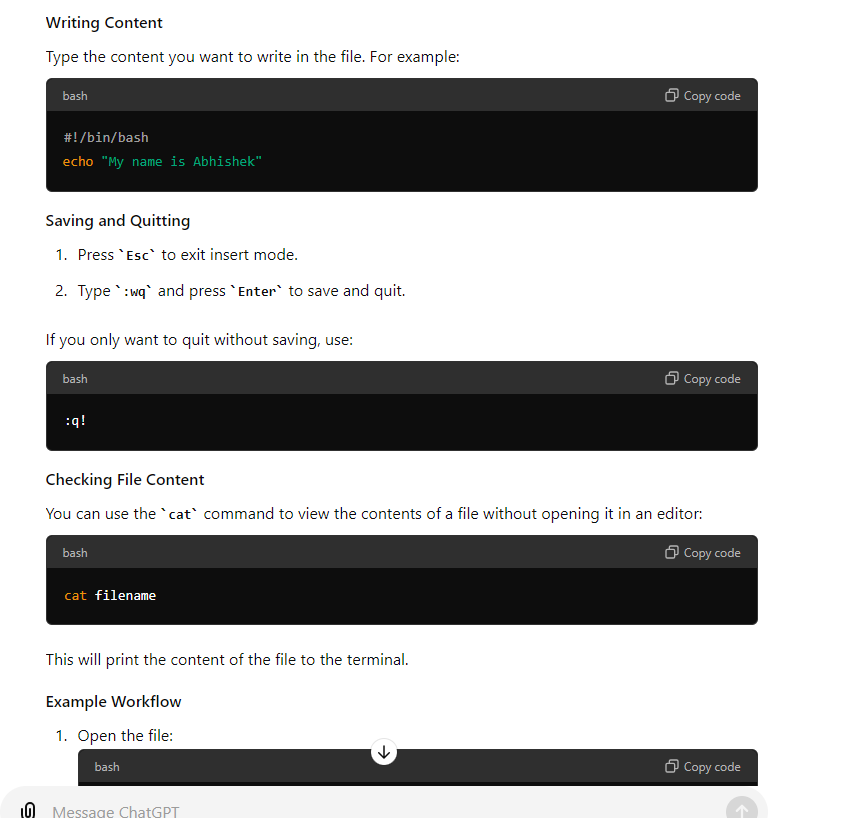 Writing Content
Type the content you want to write in the file. For example:
bash
Copy code
#!/bin/bash
echo "My name is Abhishek"
Saving and Quitting
1. Press `Esc` to exit insert mode.
2. Type `:wq` and press `Enter` to save and quit.
If you only want to quit without saving, use:
bash
Copy code
:q!
Checking File Content
You can use the `cat` command to view the contents of a file without opening it in an editor:
bash
Copy code
cat filename
This will print the content of the file to the terminal.
Example Workflow
1. Open the file:
bash
Copy code
Message ChatGPT